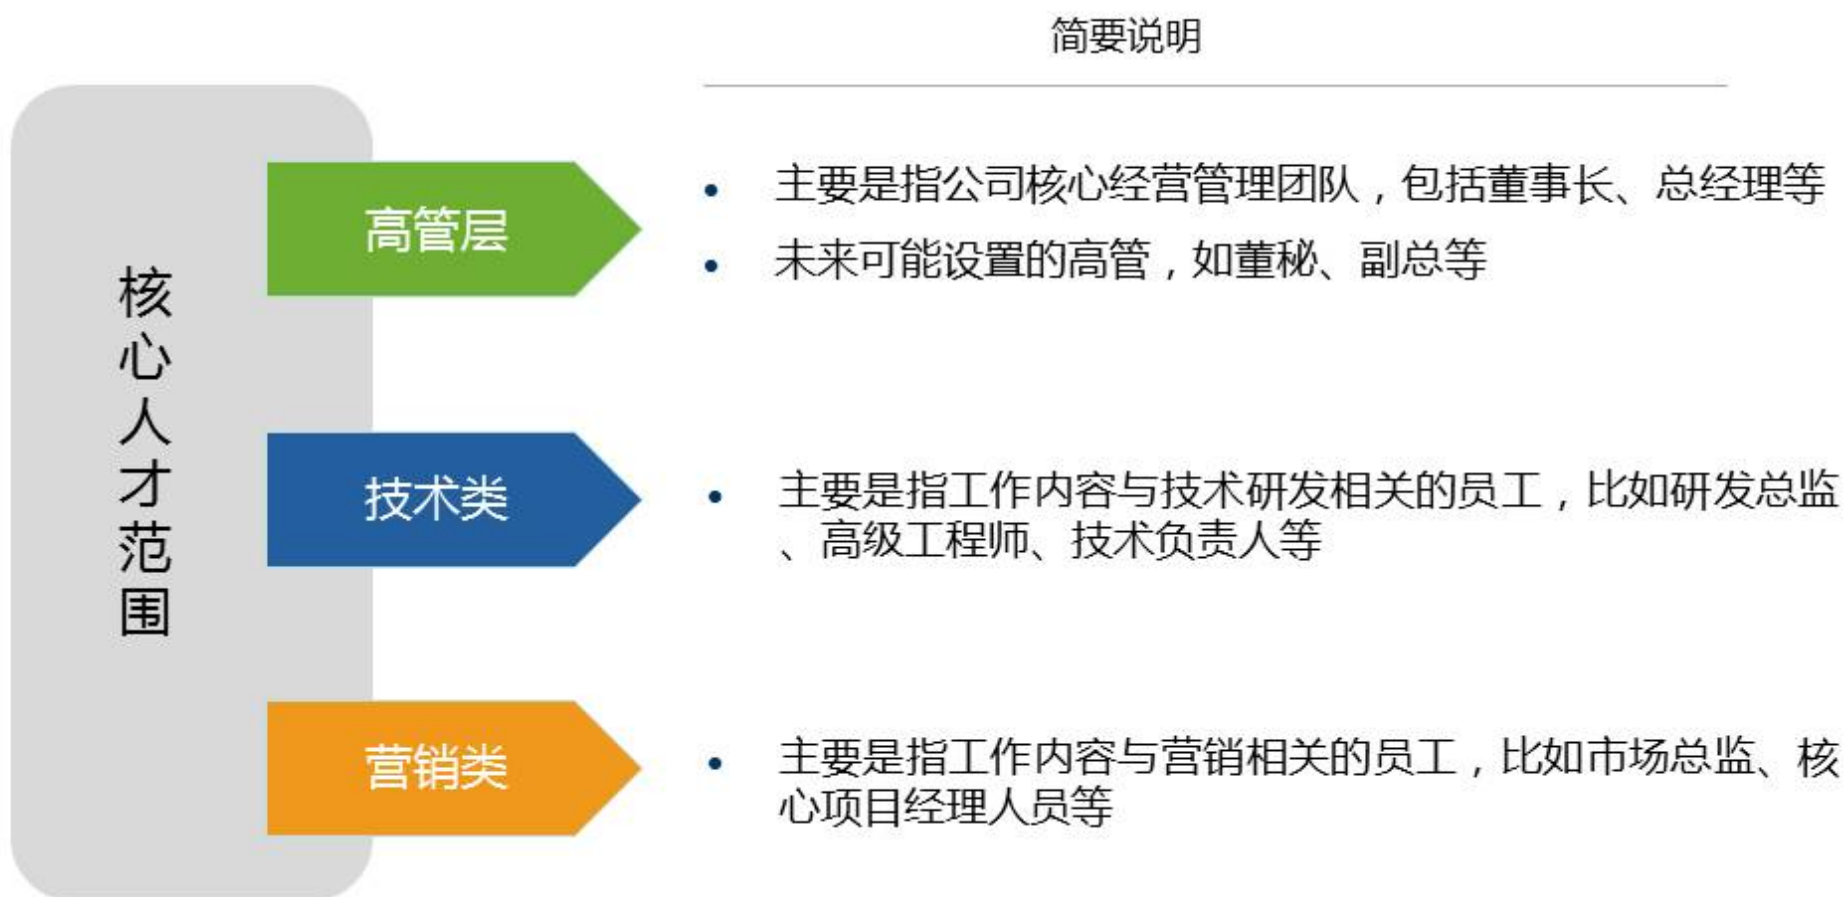 简要说明
核心人才范围
高管层
主要是指公司核心经营管理团队，包括董事长、总经理等
未来可能设置的高管，如董秘、副总等
技术类
主要是指工作内容与技术研发相关的员工，比如研发总监
、高级工程师、技术负责人等
营销类
主要是指工作内容与营销相关的员工，比如市场总监、核
心项目经理人员等